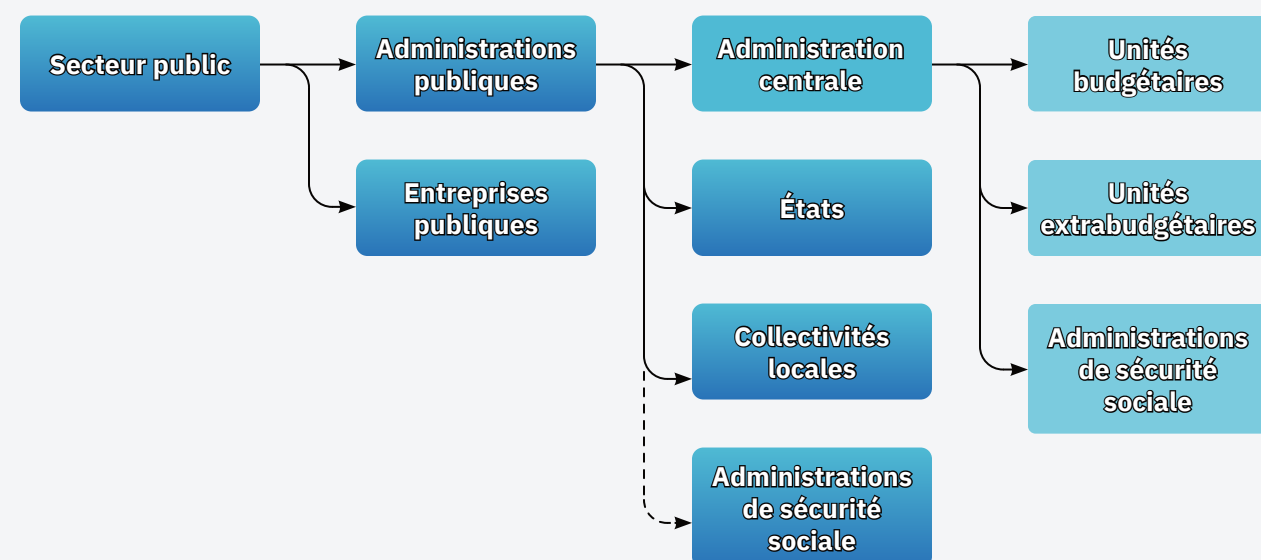 Secteur public
Administrations
publiques
Administration
centrale
Unités
budgétaires
Entreprises
publiques
États
Unités
extrabudgétaires
Collectivités
locales
Administrations
de sécurité
sociale
Administrations
de sécurité
sociale